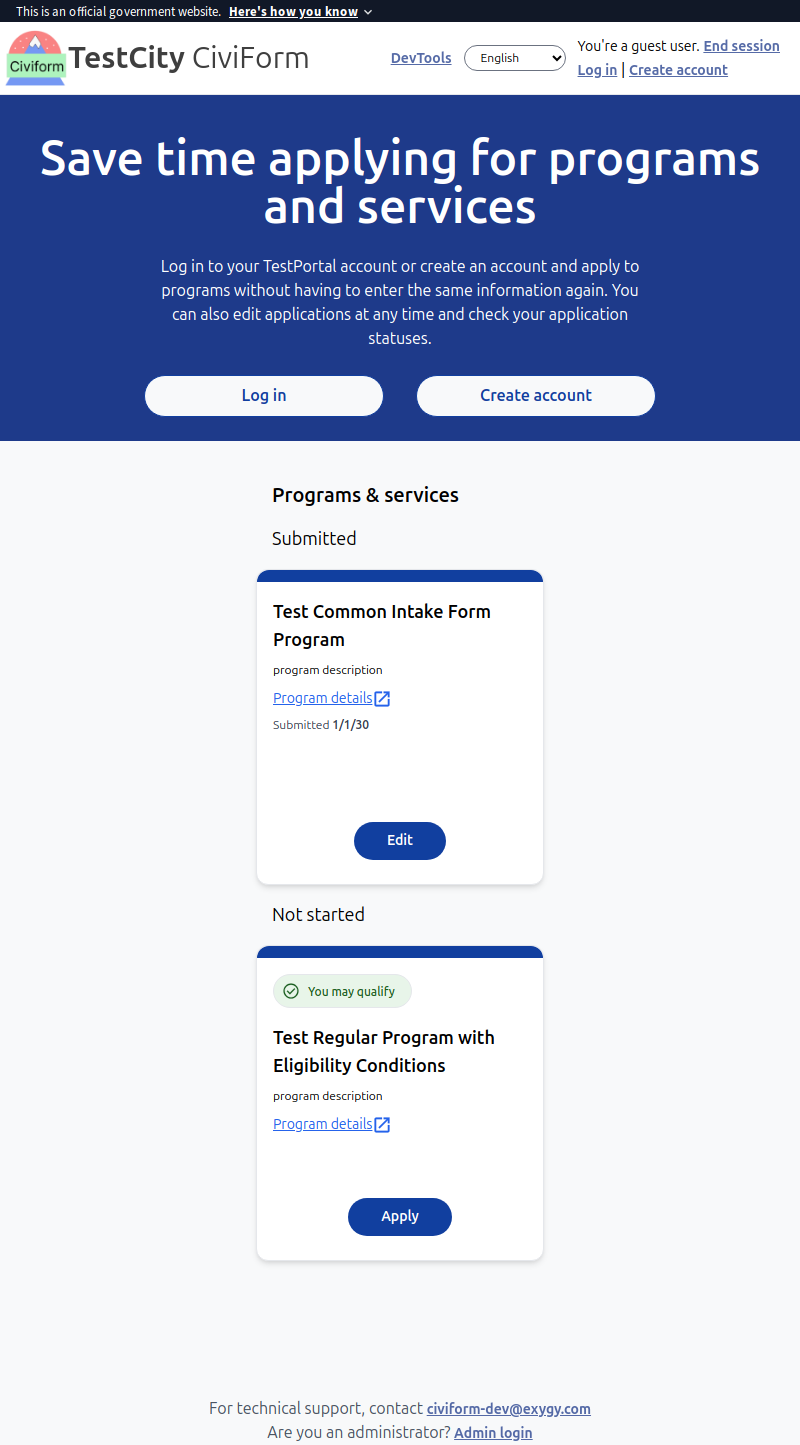 This is an official government website. Here's how you know
Civiform
TestCity CiviForm
DevTools
English
You're a guest user. End session
Log in | Create account
Save time applying for programs
and services
Log in to your TestPortal account or create an account and apply to
programs without having to enter the same information again. You
can also edit applications at any time and check your application
statuses.
Log in
Create account
Programs & services
Submitted
Test Common Intake Form
Program
program description
Program details
Submitted 1/1/30
Edit
Not started
You may qualify
Test Regular Program with
Eligibility Conditions
program description
Program details
Apply
For technical support, contact civiform-dev@exygy.com
Are you an administrator? Admin login